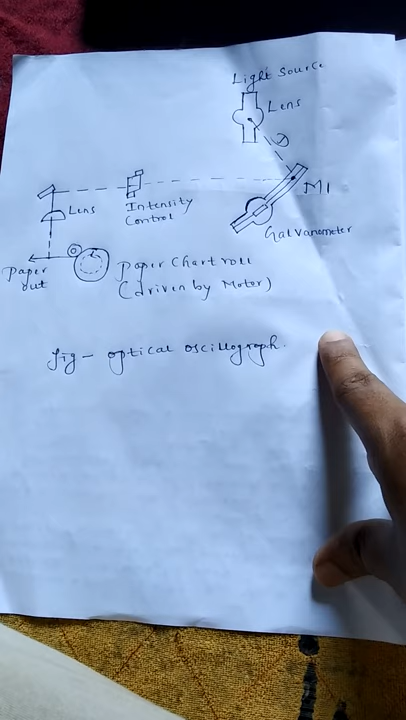 Light Source
Lens
M1
Galvanometer
Lens
Intensity
Control
Paper
out
Paper Chart roll
(driven by Motor)
fig - optical oscillograph.